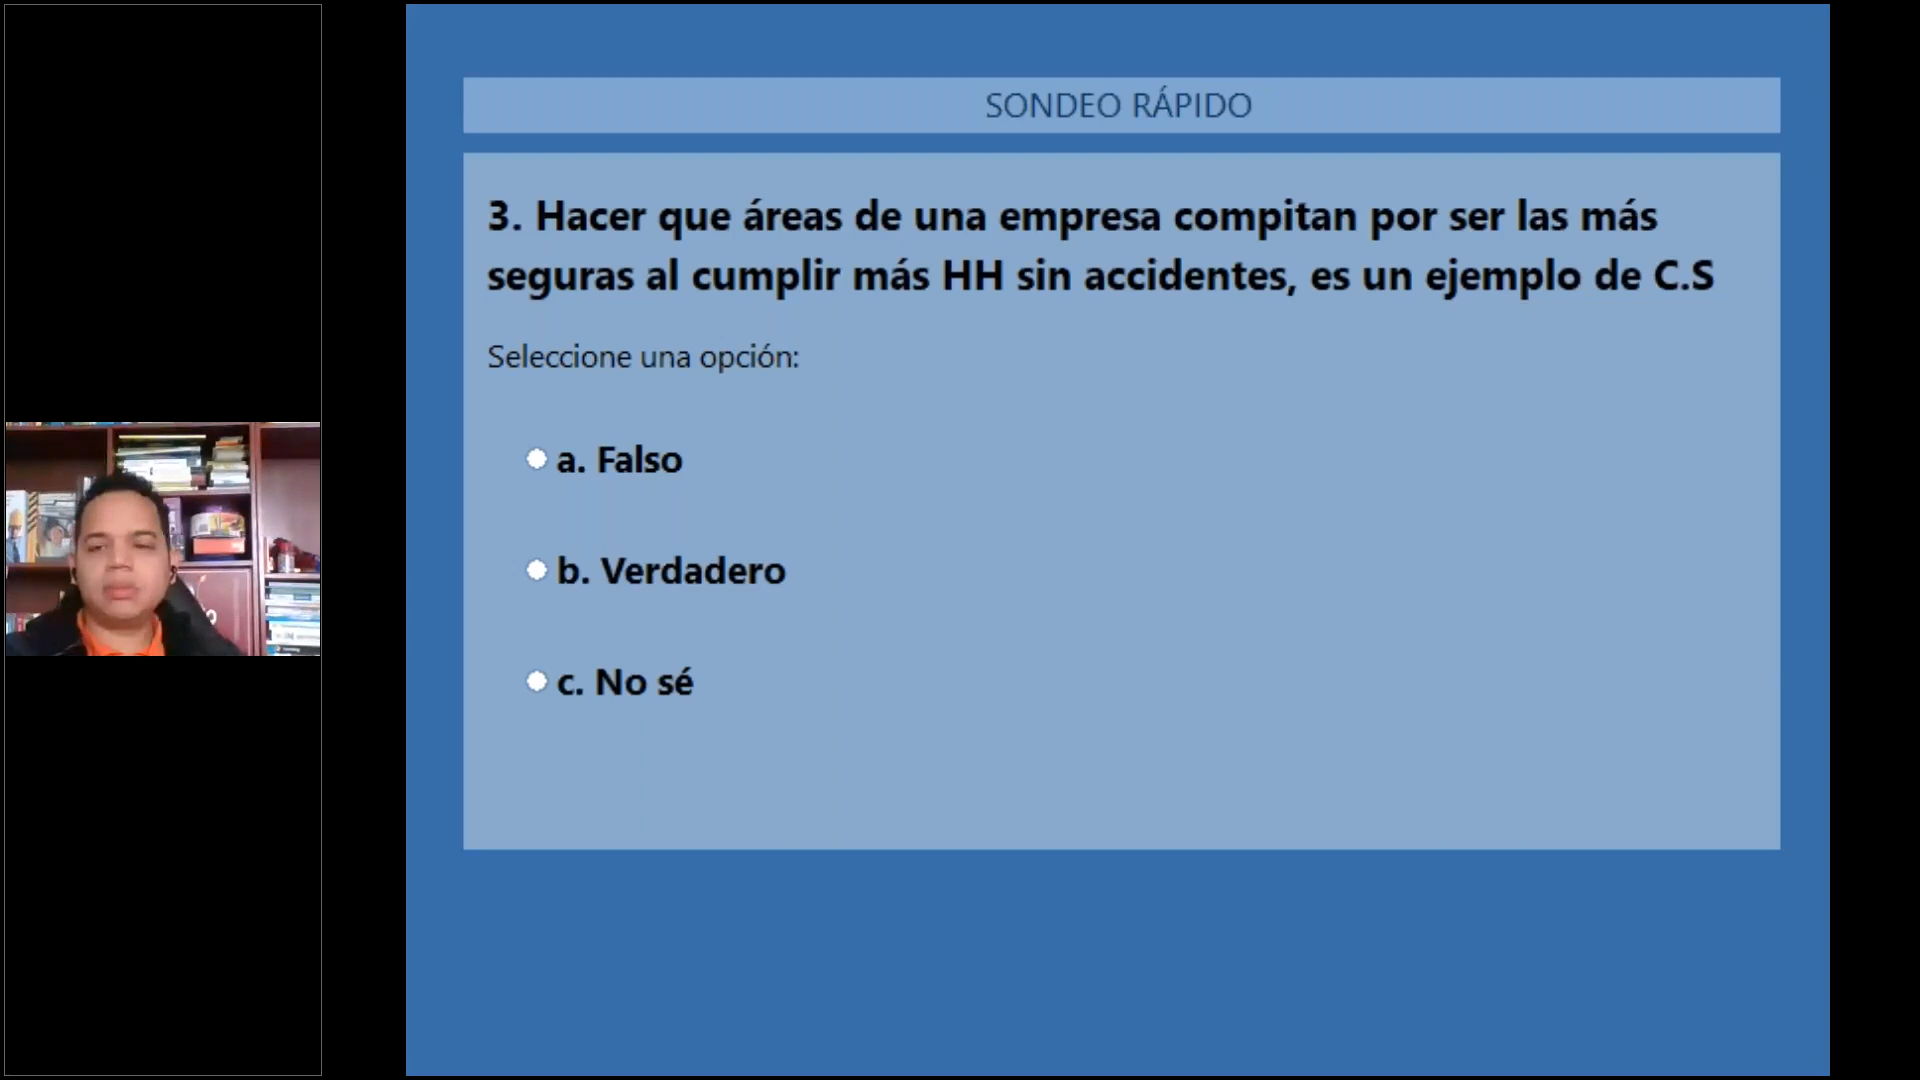 SONDEO RÁPIDO
3. Hacer que áreas de una empresa compitan por ser las más
seguras al cumplir más HH sin accidentes, es un ejemplo de C.S
Seleccione una opción:
a. Falso
b. Verdadero
c. No sé